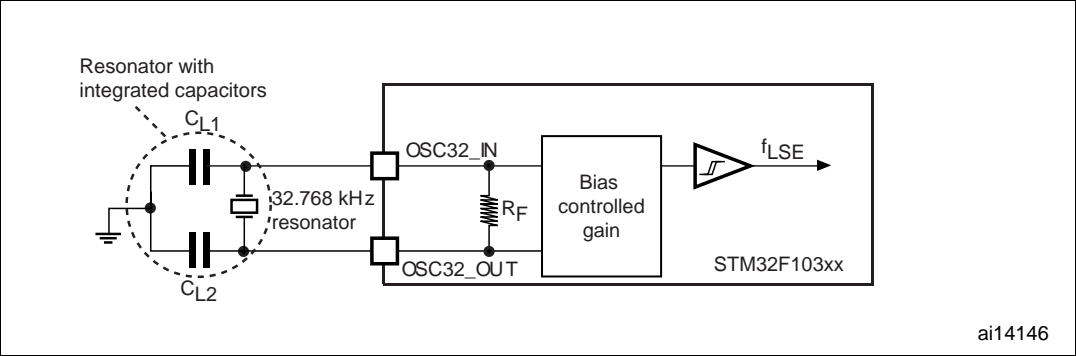 Resonator with
integrated capacitors
CL1
OSC32_IN
fLSE
32.768 kHz
resonator
RF
Bias
controlled
gain
OSC32_OUT
STM32F103xx
CL2
ai14146